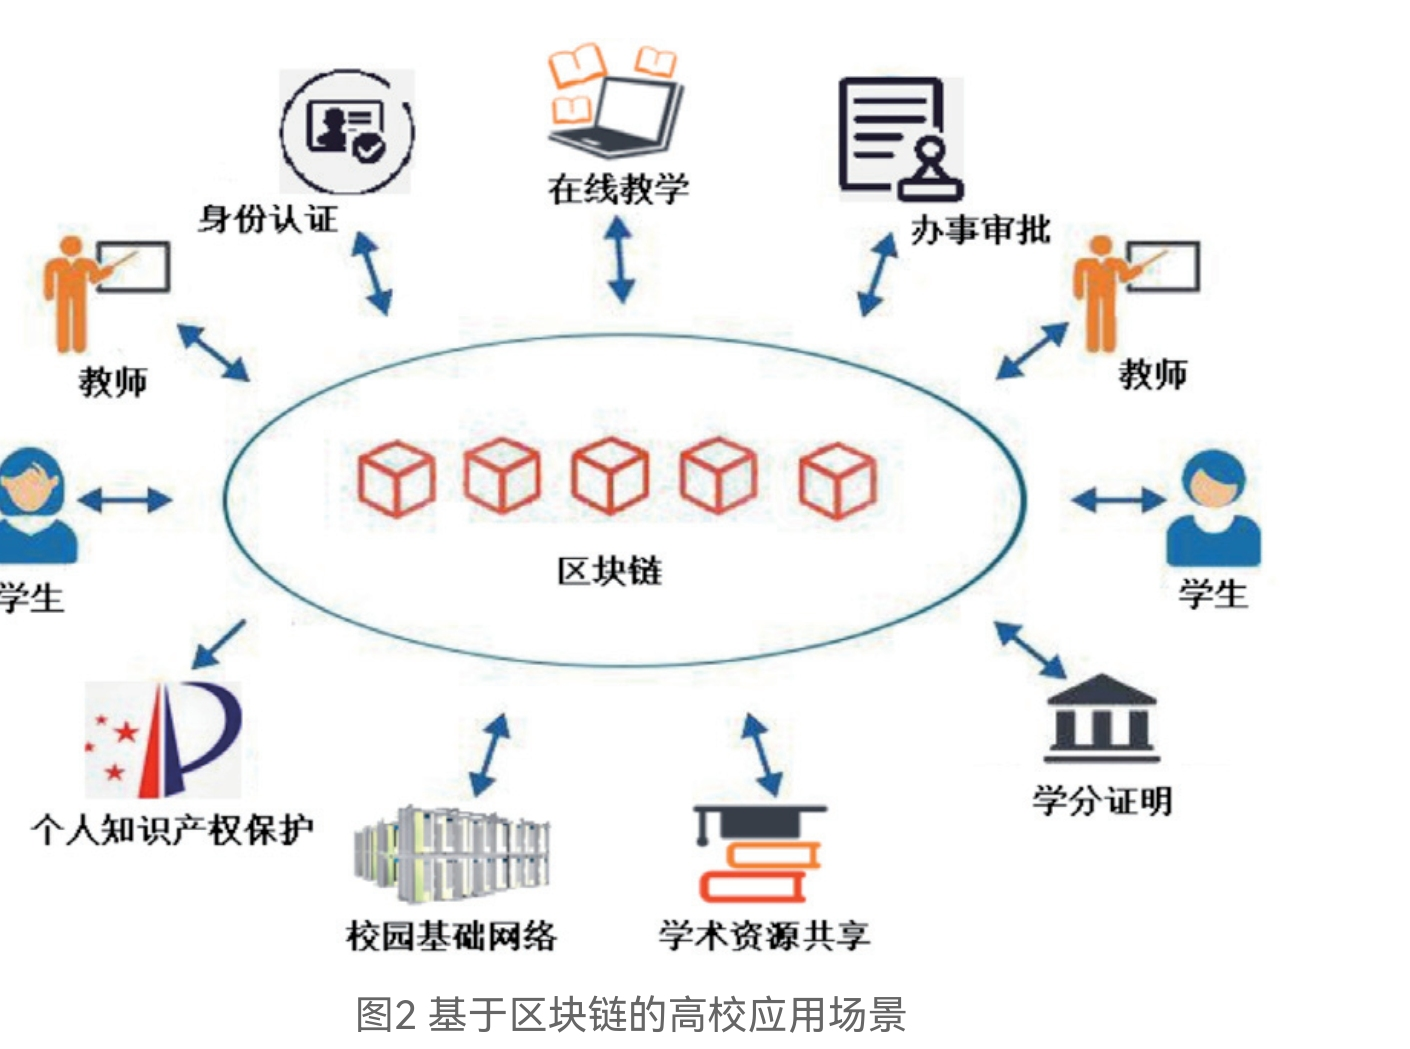 在线教学
身份认证
办事审批
教师
教师
区块链
学生
学生
个人知识产权保护
学分证明
校园基础网络
学术资源共享
图2 基于区块链的高校应用场景